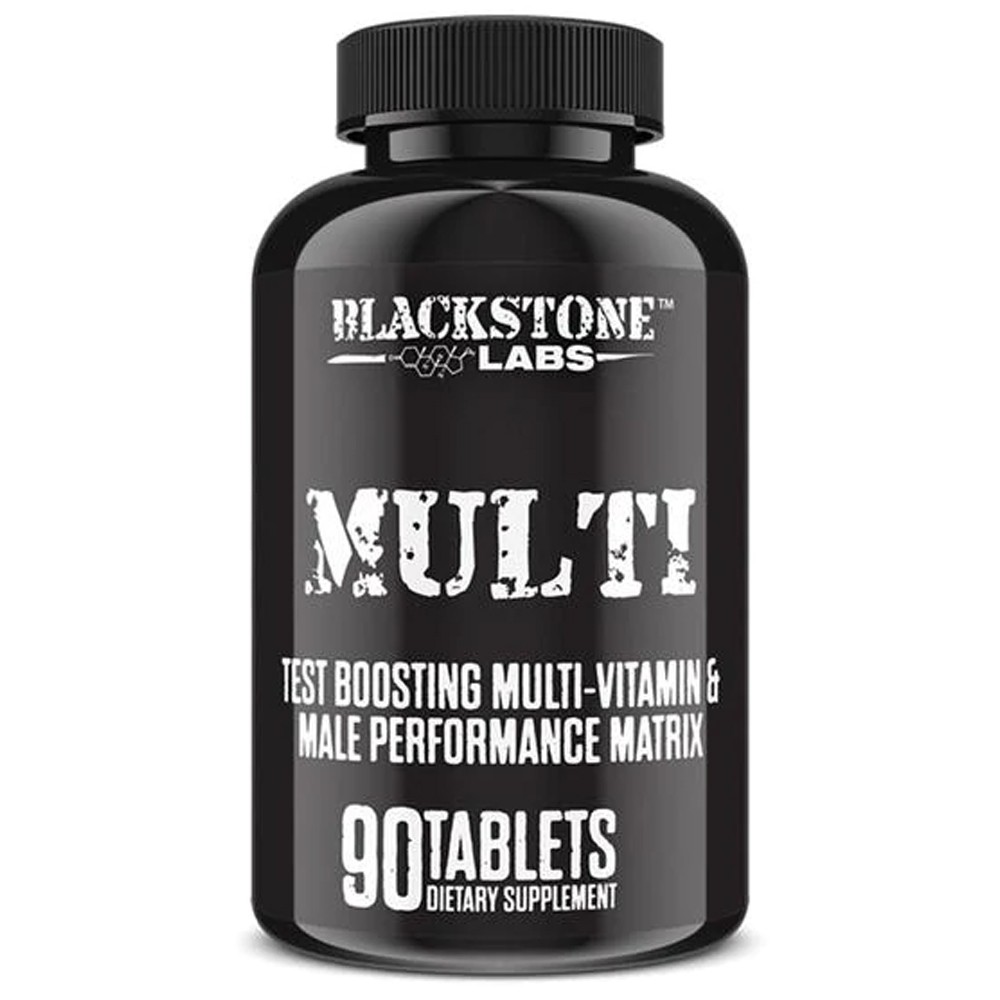 BLACKSTONE™
LABS
MULTI
TEST BOOSTING MULTI-VITAMIN &
MALE PERFORMANCE MATRIX
90 TABLETS
DIETARY SUPPLEMENT